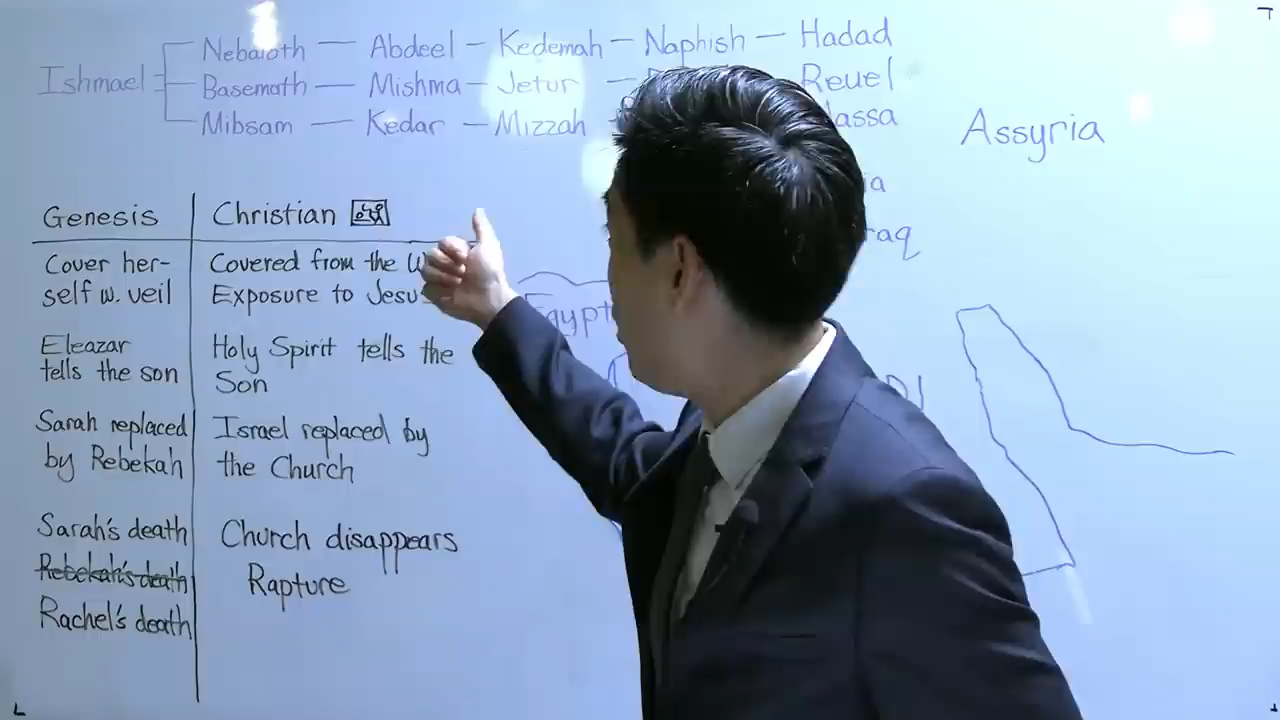 Nebaioth — Abdeel — Kedemah — Naphish — Hadad
Ishmael
Basemath — Mishma — Jetur — Reuel
Mibsam — Kedar — Mizzah
Assyria
Genesis
Christian
Cover her-
self w. veil
Covered from the
Exposure to
Eleazar
tells the son
Holy Spirit tells the
Son
Sarah replaced
by Rebekah
Israel replaced by
the Church
Sarah's death
Rebekah's death
Rachel's death
Church disappears
Rapture
Egypt